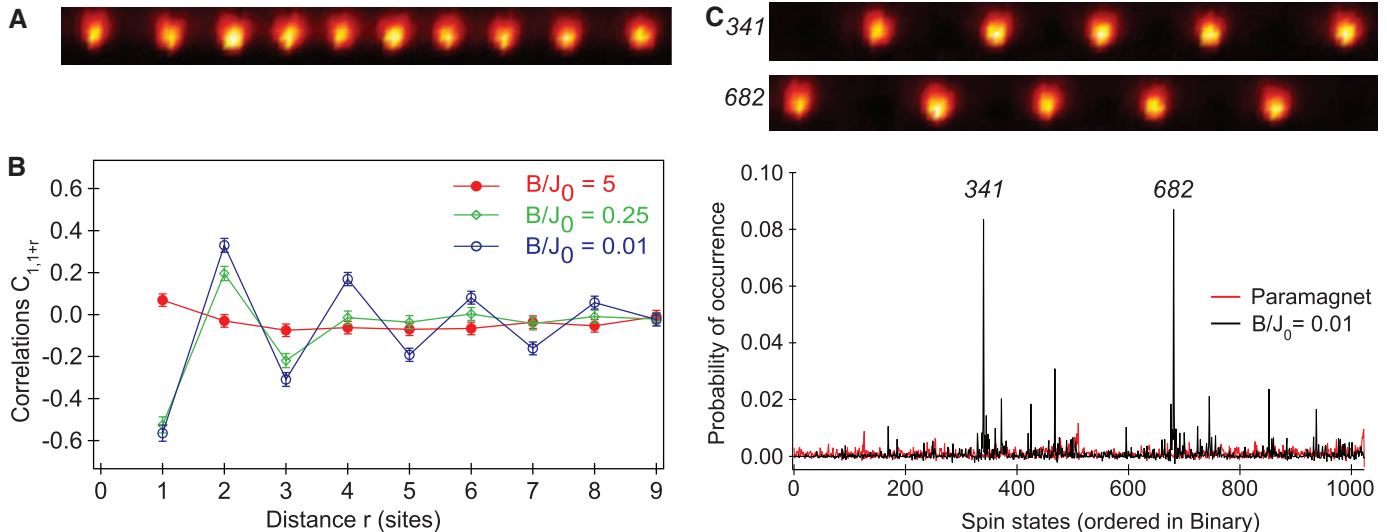 A
B
0.6
0.4
0.2
0.0
-0.2
-0.4
-0.6
Correlations C1,1+r
B/J0 = 5
B/J0 = 0.25
B/J0 = 0.01
0 1 2 3 4 5 6 7 8 9
Distance r (sites)
C
341
682
0.10
0.08
0.06
0.04
0.02
0.00
Probability of occurrence
341
682
Paramagnet
B/J0= 0.01
0 200 400 600 800 1000
Spin states (ordered in Binary)